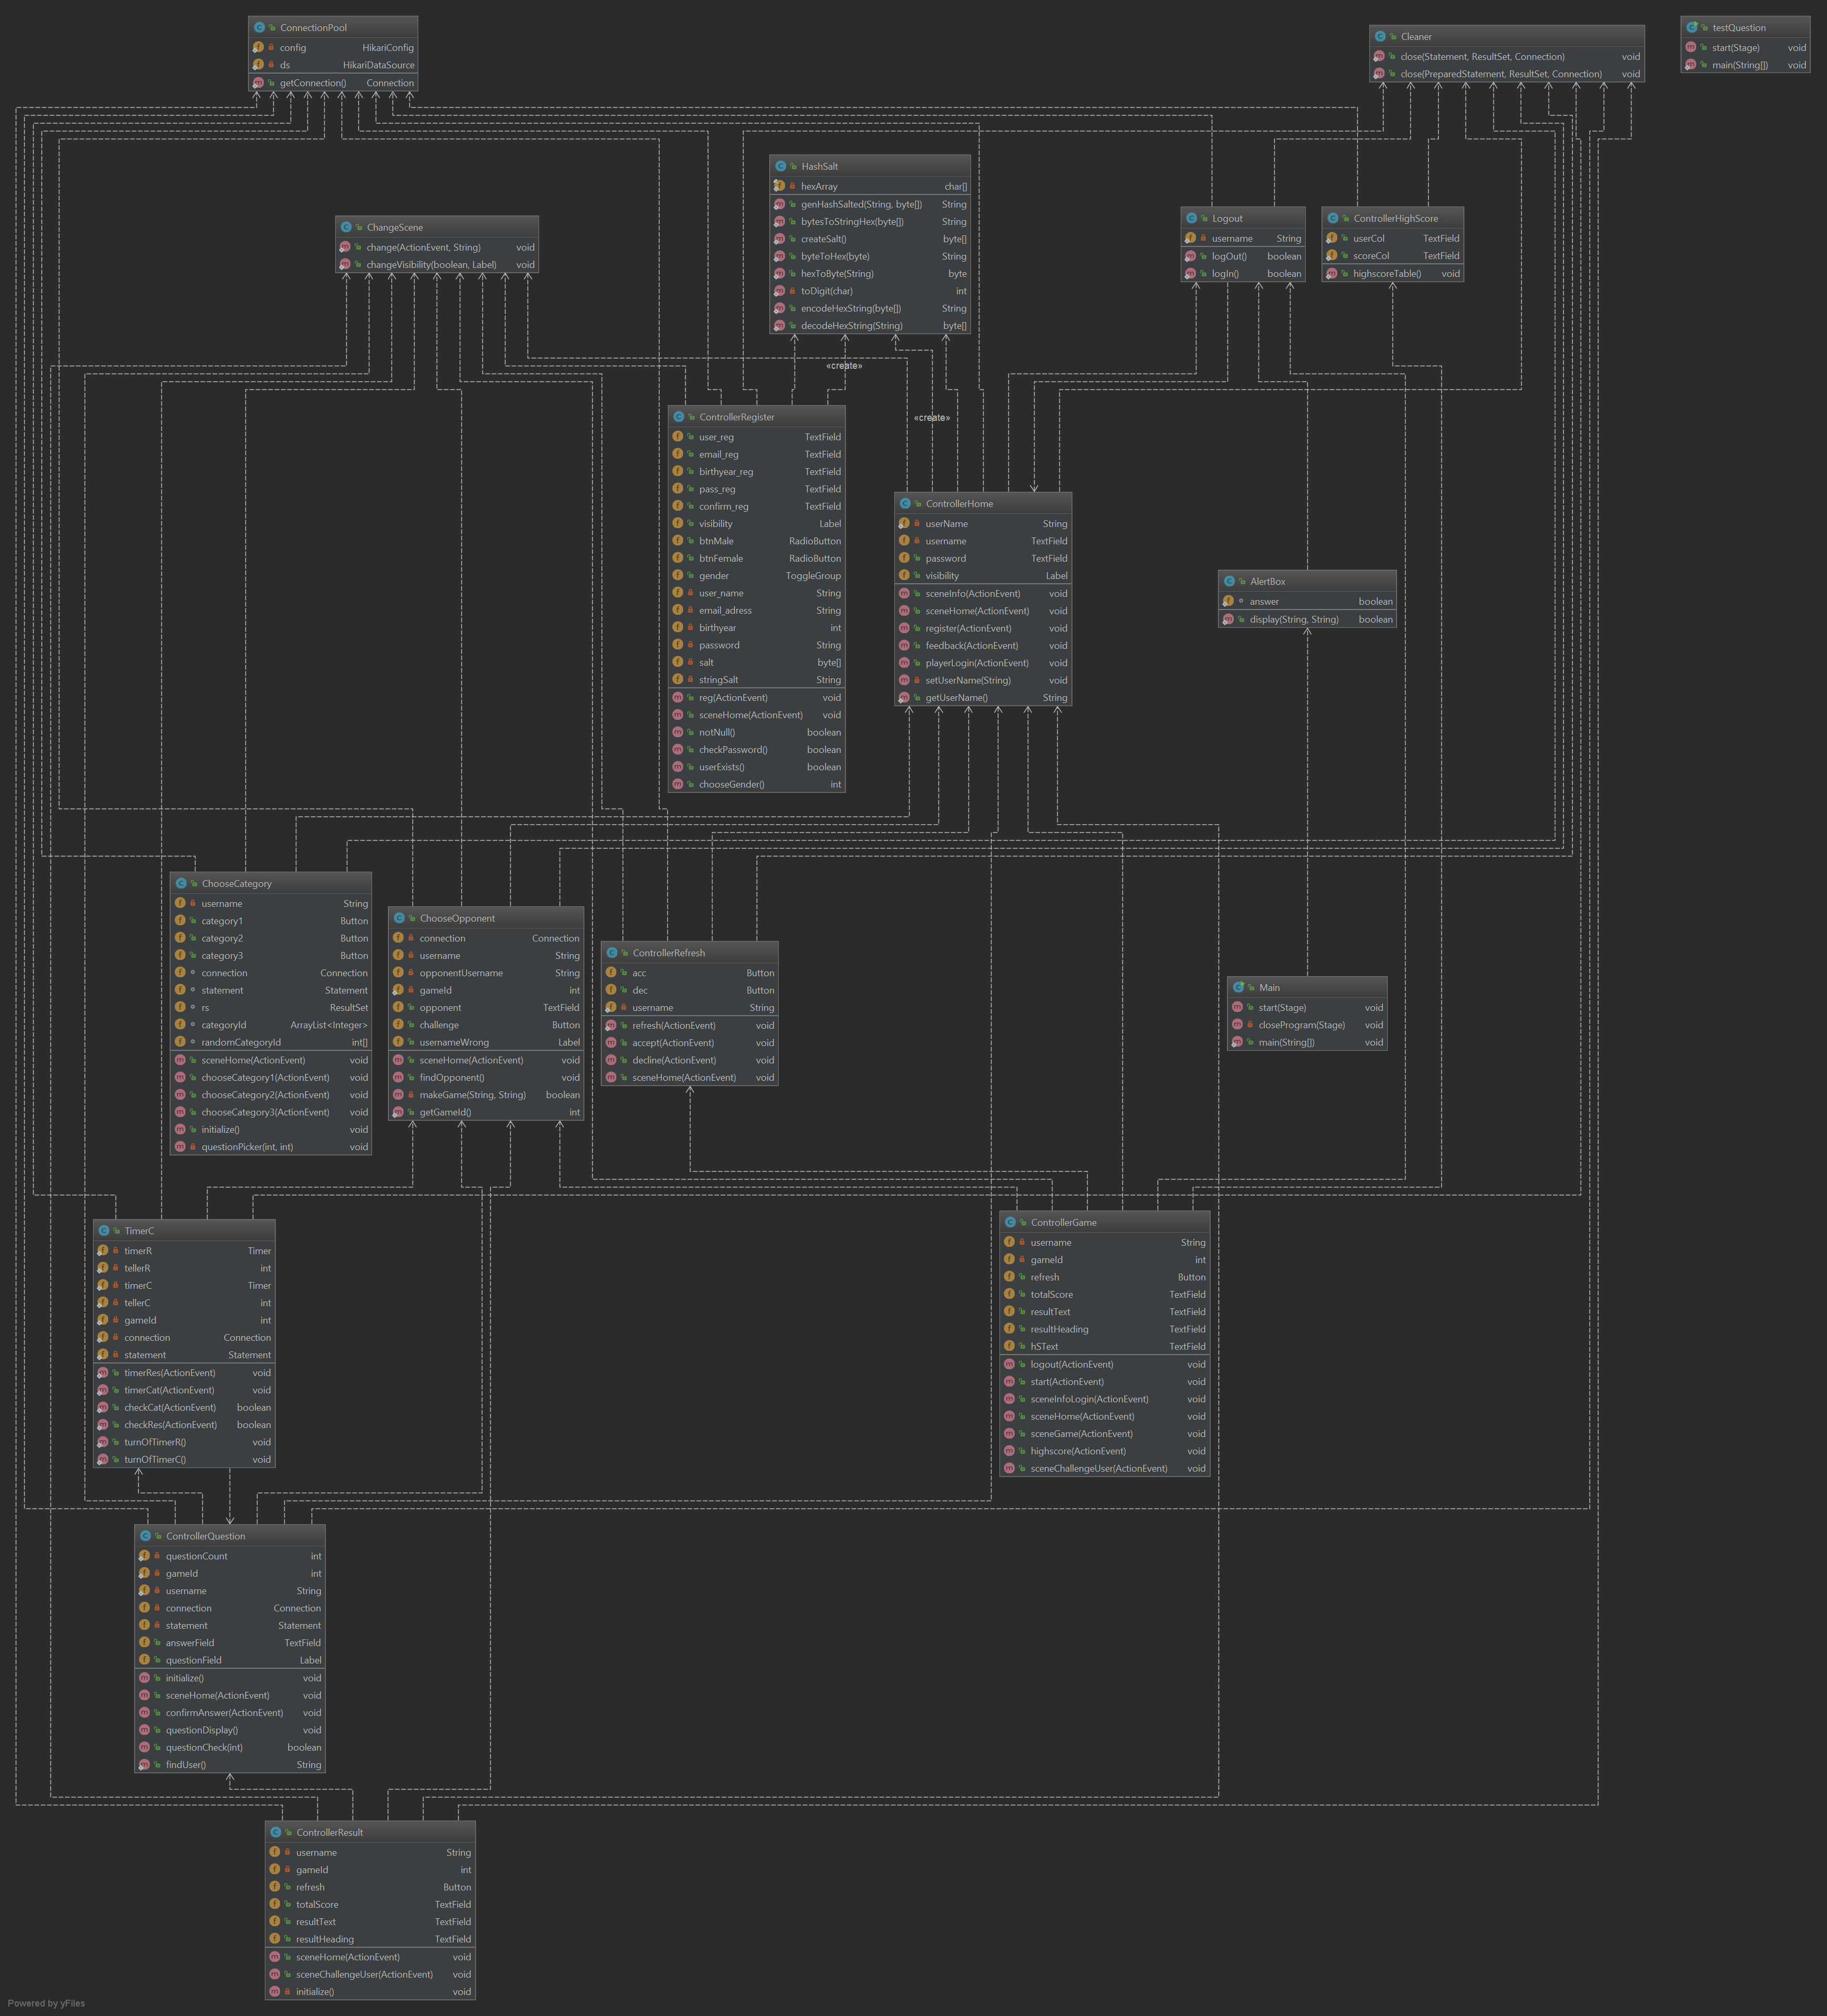 ConnectionPool
config HikariConfig
ds HikariDataSource
getConnection() Connection
Cleaner
close(Statement, ResultSet, Connection) void
close(PreparedStatement, ResultSet, Connection) void
testQuestion
start(Stage) void
main(String[]) void
HashSalt
hexArray char[]
genHashSalted(String, byte[]) String
bytesToStringHex(byte[]) String
createSalt() byte[]
byteToHex(byte) String
hexToByte(String) byte
toDigit(char) int
encodeHexString(byte[]) String
decodeHexString(String) byte[]
ChangeScene
change(ActionEvent, String) void
changeVisibility(boolean, Label) void
Logout
username String
logOut() boolean
logIn() boolean
ControllerHighScore
userCol TextField
scoreCol TextField
highscoreTable() void
«create»
«create»
ControllerRegister
user_reg TextField
email_reg TextField
birthyear_reg TextField
pass_reg TextField
confirm_reg TextField
visibility Label
btnMale RadioButton
btnFemale RadioButton
gender ToggleGroup
user_name String
email_adress String
birthyear int
password String
salt byte[]
stringSalt String
reg(ActionEvent) void
sceneHome(ActionEvent) void
notNull() boolean
checkPassword() boolean
userExists() boolean
chooseGender() int
ControllerHome
userName String
username TextField
password TextField
visibility Label
sceneInfo(ActionEvent) void
sceneHome(ActionEvent) void
register(ActionEvent) void
feedback(ActionEvent) void
playerLogin(ActionEvent) void
setUserName(String) void
getUserName() String
AlertBox
answer boolean
display(String, String) boolean
ChooseCategory
username String
category1 Button
category2 Button
category3 Button
connection Connection
statement Statement
rs ResultSet
categoryId ArrayList<Integer>
randomCategoryId int[]
sceneHome(ActionEvent) void
chooseCategory1(ActionEvent) void
chooseCategory2(ActionEvent) void
chooseCategory3(ActionEvent) void
initialize() void
questionPicker(int, int) void
ChooseOpponent
connection Connection
username String
opponentUsername String
gameId int
opponent TextField
challenge Button
usernameWrong Label
sceneHome(ActionEvent) void
findOpponent() void
makeGame(String, String) boolean
getGameId() int
ControllerRefresh
acc Button
dec Button
username String
refresh(ActionEvent) void
accept(ActionEvent) void
decline(ActionEvent) void
sceneHome(ActionEvent) void
Main
start(Stage) void
closeProgram(Stage) void
main(String[]) void
TimerC
timerR Timer
tellerR int
timerC Timer
tellerC int
gameId int
connection Connection
statement Statement
timerRes(ActionEvent) void
timerCat(ActionEvent) void
checkCat(ActionEvent) boolean
checkRes(ActionEvent) boolean
turnOfTimerR() void
turnOfTimerC() void
ControllerGame
username String
gameId int
refresh Button
totalScore TextField
resultText TextField
resultHeading TextField
hSText TextField
logout(ActionEvent) void
start(ActionEvent) void
sceneInfoLogin(ActionEvent) void
sceneHome(ActionEvent) void
sceneGame(ActionEvent) void
highscore(ActionEvent) void
sceneChallengeUser(ActionEvent) void
ControllerQuestion
questionCount int
gameId int
username String
connection Connection
statement Statement
answerField TextField
questionField Label
initialize() void
sceneHome(ActionEvent) void
confirmAnswer(ActionEvent) void
questionDisplay() void
questionCheck(int) boolean
findUser() String
ControllerResult
username String
gameId int
refresh Button
totalScore TextField
resultText TextField
resultHeading TextField
sceneHome(ActionEvent) void
sceneChallengeUser(ActionEvent) void
initialize() void
Powered by yFiles